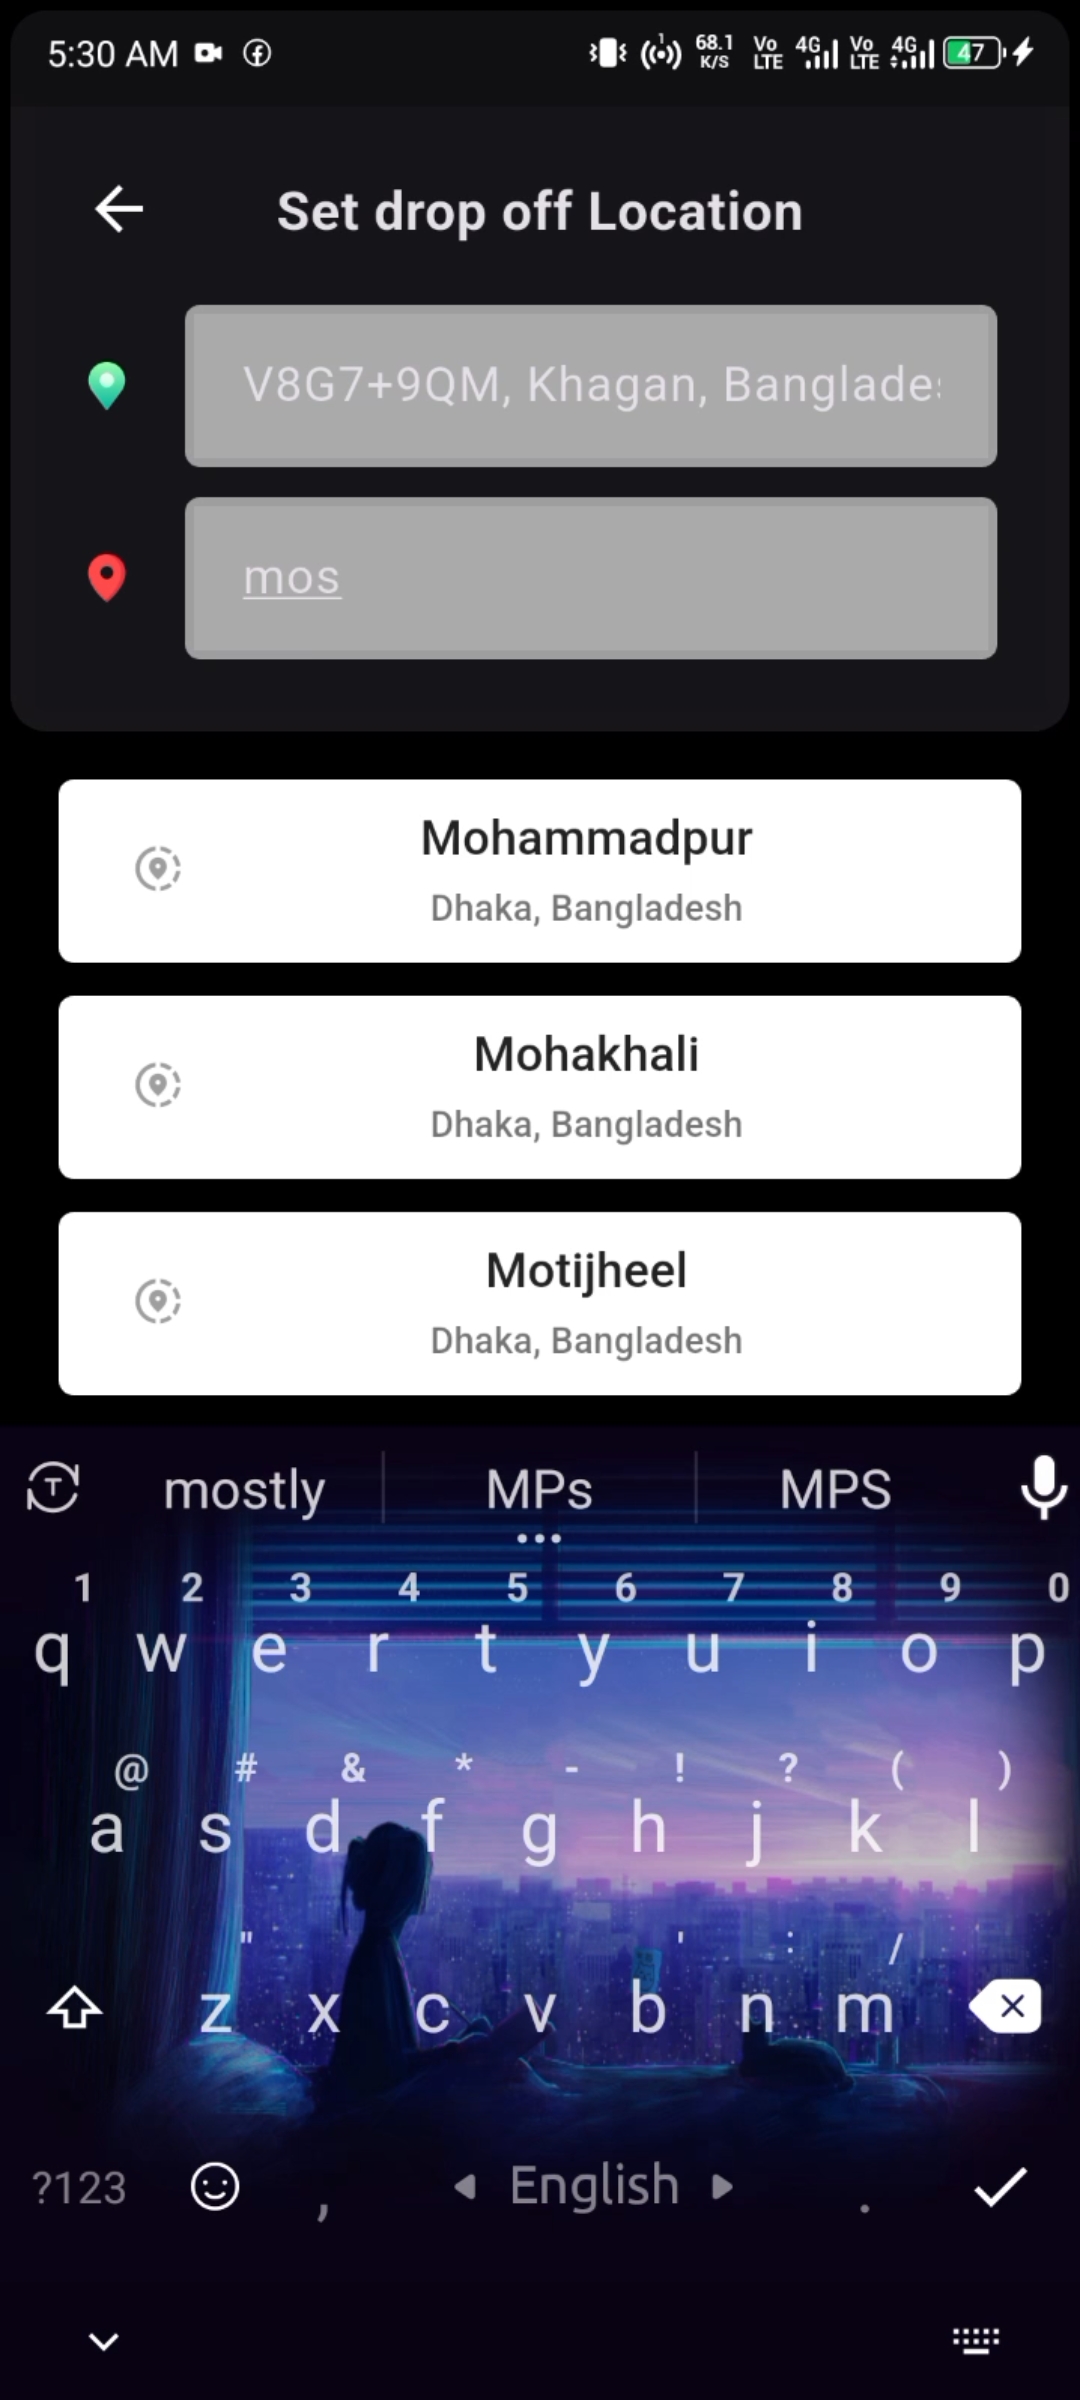 5:30 AM 68.1 K/S Vo LTE 4G Vo LTE 4G 47
Set drop off Location
V8G7+9QM, Khagan, Banglade
mos
Mohammadpur
Dhaka, Bangladesh
Mohakhali
Dhaka, Bangladesh
Motijheel
Dhaka, Bangladesh
mostly MPs MPS
1 2 3 4 5 6 7 8 9 0
q w e r t y u i o p
@ # & * - ! ? ( )
a s d f g h j k l
" ' : /
z x c v b n m
?123 , English .